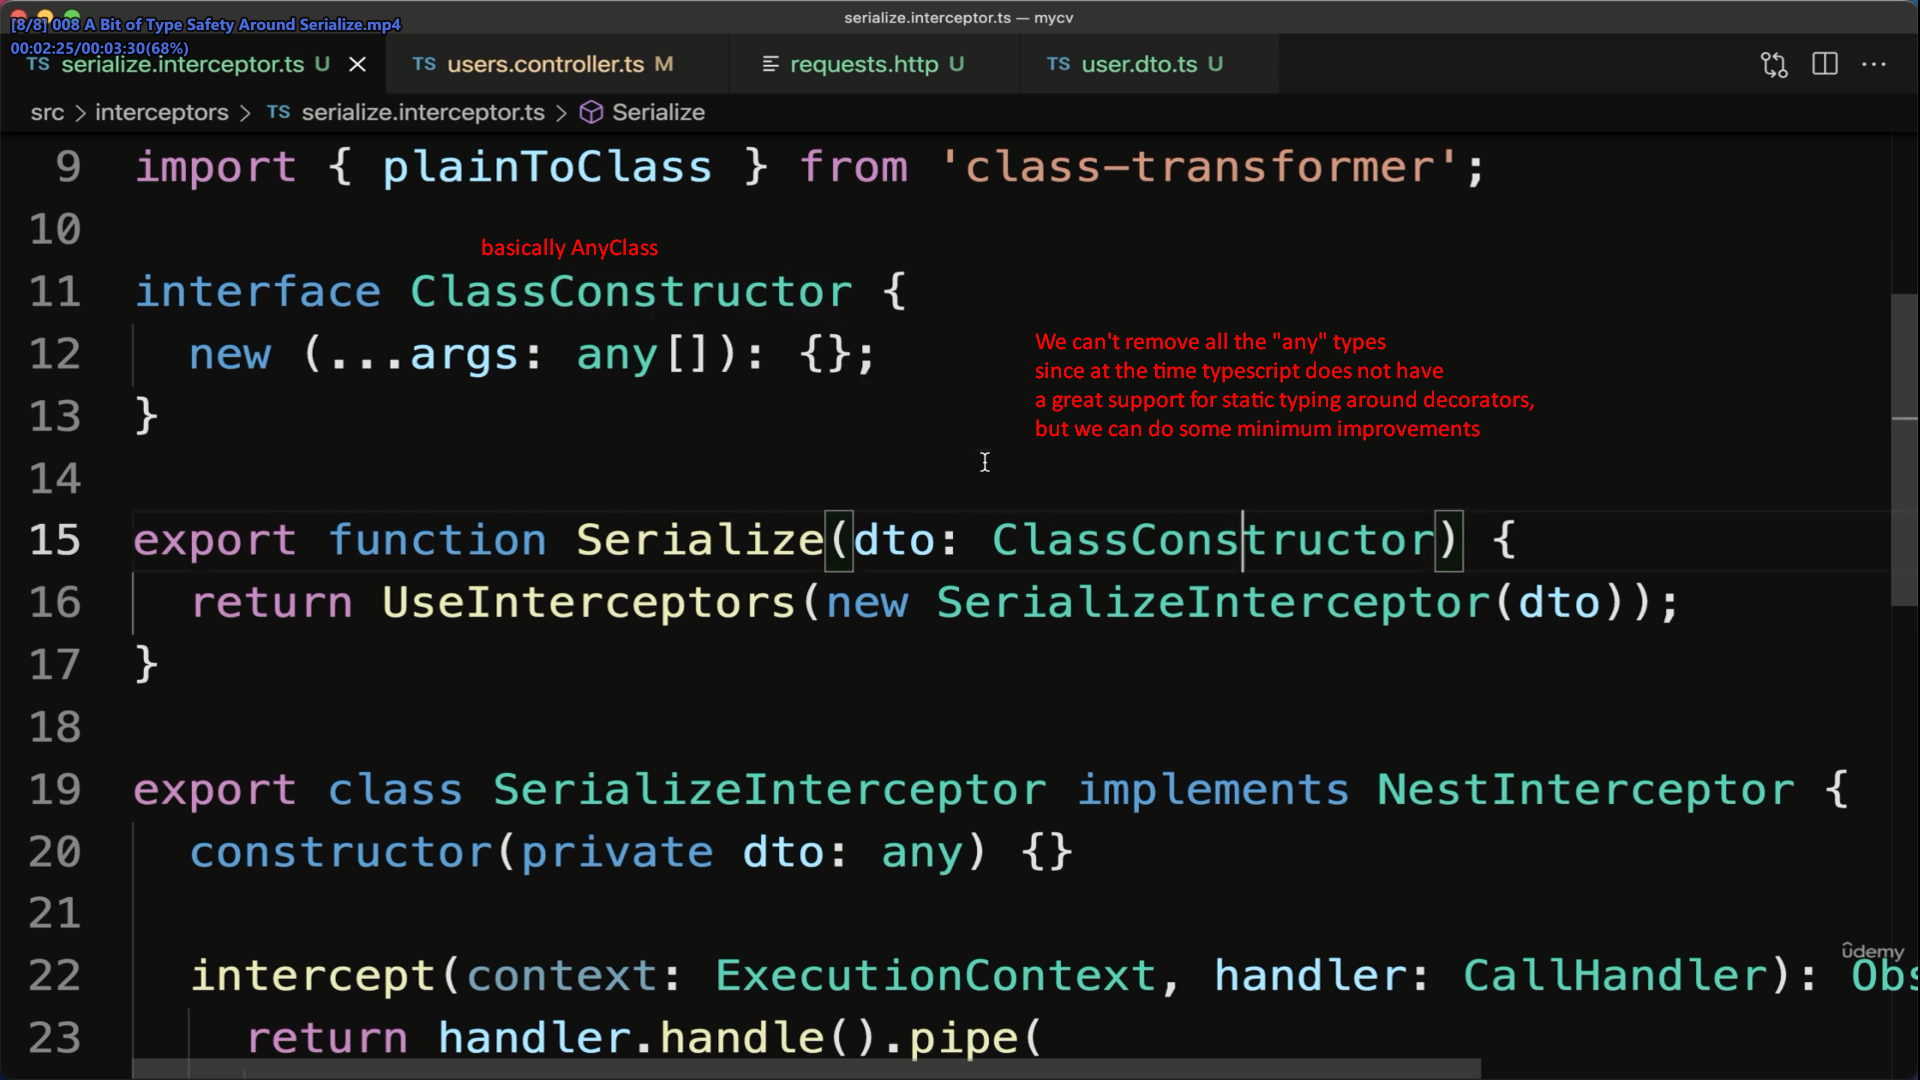 serialize.interceptor.ts — mycv
[8/8] 008 A Bit of Type Safety Around Serialize.mp4
00:02:25/00:03:30(68%)
TS serialize.interceptor.ts U
TS users.controller.ts M
requests.http U
TS user.dto.ts U
src > interceptors > TS serialize.interceptor.ts > Serialize
9 import { plainToClass } from 'class-transformer';
10
basically AnyClass
11 interface ClassConstructor {
12 new (...args: any[]): {};
We can't remove all the "any" types
since at the time typescript does not have
a great support for static typing around decorators,
but we can do some minimum improvements
13 }
14
15 export function Serialize(dto: ClassConstructor) {
16 return UseInterceptors(new SerializeInterceptor(dto));
17 }
18
19 export class SerializeInterceptor implements NestInterceptor {
20 constructor(private dto: any) {}
21
ûdemy
22 intercept(context: ExecutionContext, handler: CallHandler): Obs
23 return handler.handle().pipe(